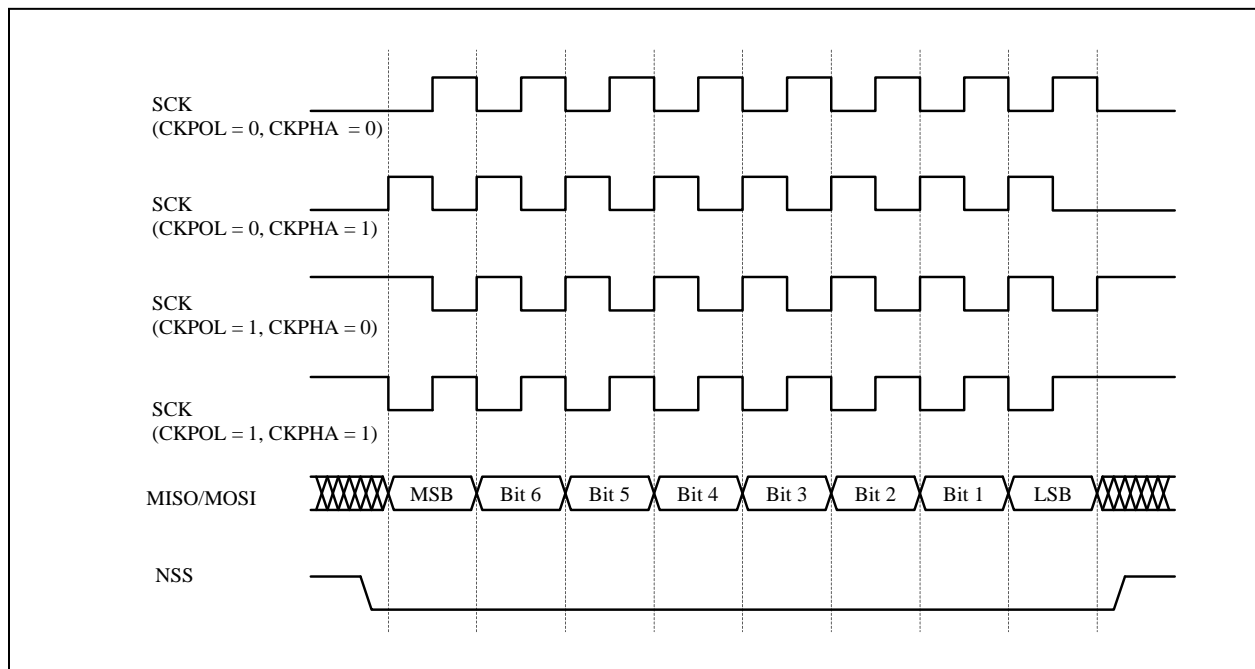 SCK
(CKPOL = 0, CKPHA = 0)
SCK
(CKPOL = 0, CKPHA = 1)
SCK
(CKPOL = 1, CKPHA = 0)
SCK
(CKPOL = 1, CKPHA = 1)
MISO/MOSI MSB Bit 6 Bit 5 Bit 4 Bit 3 Bit 2 Bit 1 LSB
NSS